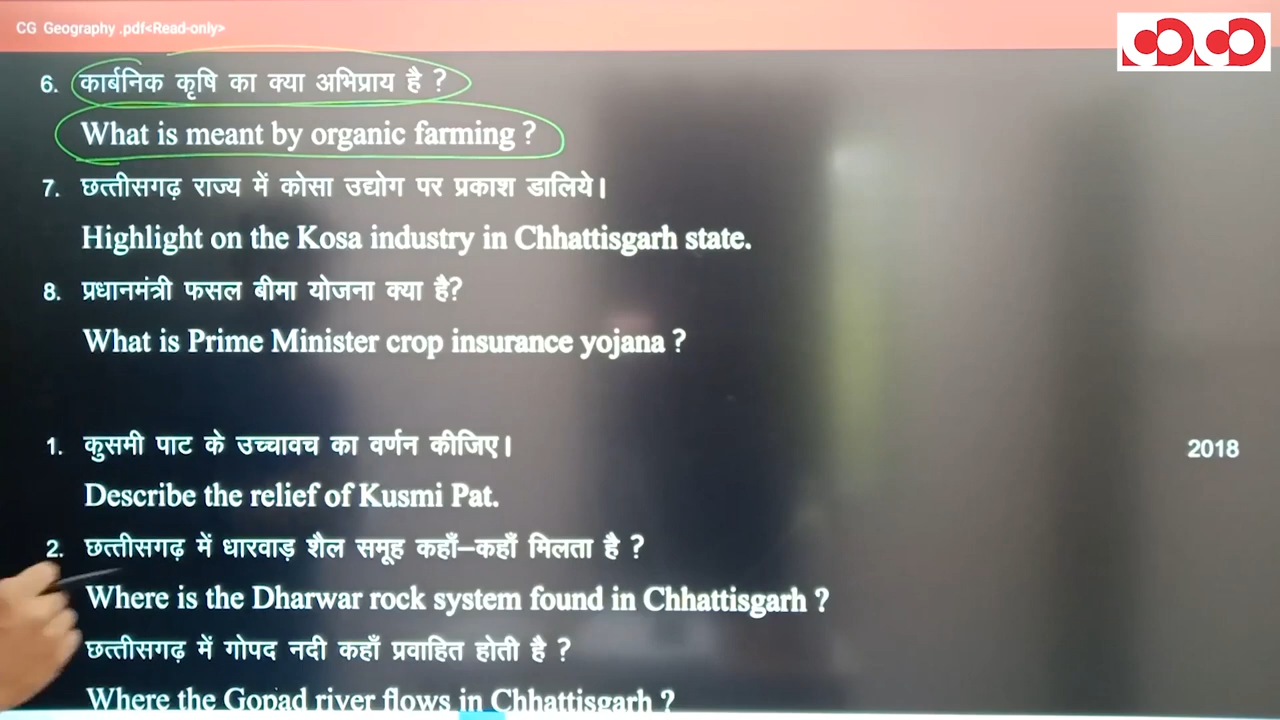 CG Geography .pdf<Read-only>
6. कार्बनिक कृषि का क्या अभिप्राय है ?
What is meant by organic farming ?
7. छत्तीसगढ़ राज्य में कोसा उद्योग पर प्रकाश डालिये।
Highlight on the Kosa industry in Chhattisgarh state.
8. प्रधानमंत्री फसल बीमा योजना क्या है?
What is Prime Minister crop insurance yojana ?
1. कुसमी पाट के उच्चावच का वर्णन कीजिए। 2018
Describe the relief of Kusmi Pat.
2. छत्तीसगढ़ में धारवाड़ शैल समूह कहाँ–कहाँ मिलता है ?
Where is the Dharwar rock system found in Chhattisgarh ?
छत्तीसगढ़ में गोपद नदी कहाँ प्रवाहित होती है ?
Where the Gopad river flows in Chhattisgarh ?